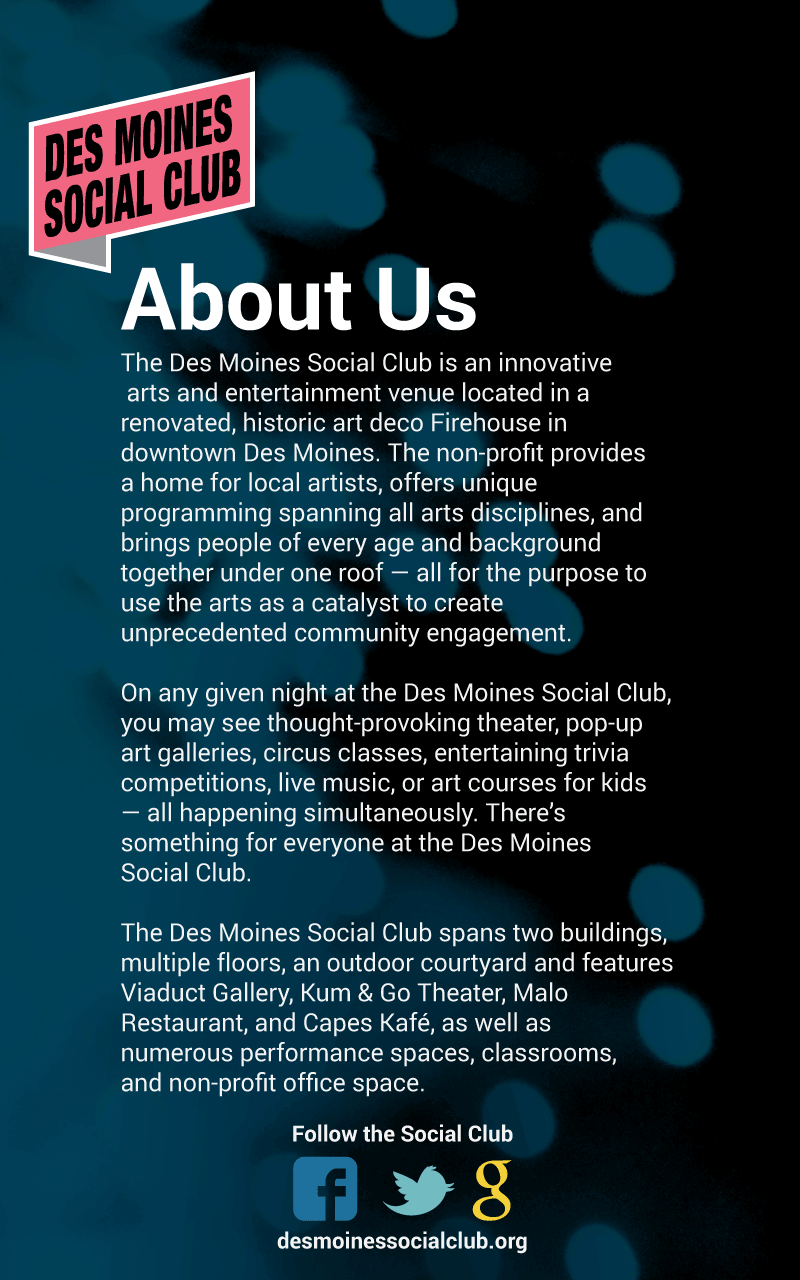 DES MOINES
SOCIAL CLUB
About Us
The Des Moines Social Club is an innovative
arts and entertainment venue located in a
renovated, historic art deco Firehouse in
downtown Des Moines. The non-profit provides
a home for local artists, offers unique
programming spanning all arts disciplines, and
brings people of every age and background
together under one roof — all for the purpose to
use the arts as a catalyst to create
unprecedented community engagement.
On any given night at the Des Moines Social Club,
you may see thought-provoking theater, pop-up
art galleries, circus classes, entertaining trivia
competitions, live music, or art courses for kids
— all happening simultaneously. There’s
something for everyone at the Des Moines
Social Club.
The Des Moines Social Club spans two buildings,
multiple floors, an outdoor courtyard and features
Viaduct Gallery, Kum & Go Theater, Malo
Restaurant, and Capes Kafé, as well as
numerous performance spaces, classrooms,
and non-profit office space.
Follow the Social Club
f g
desmoinessocialclub.org